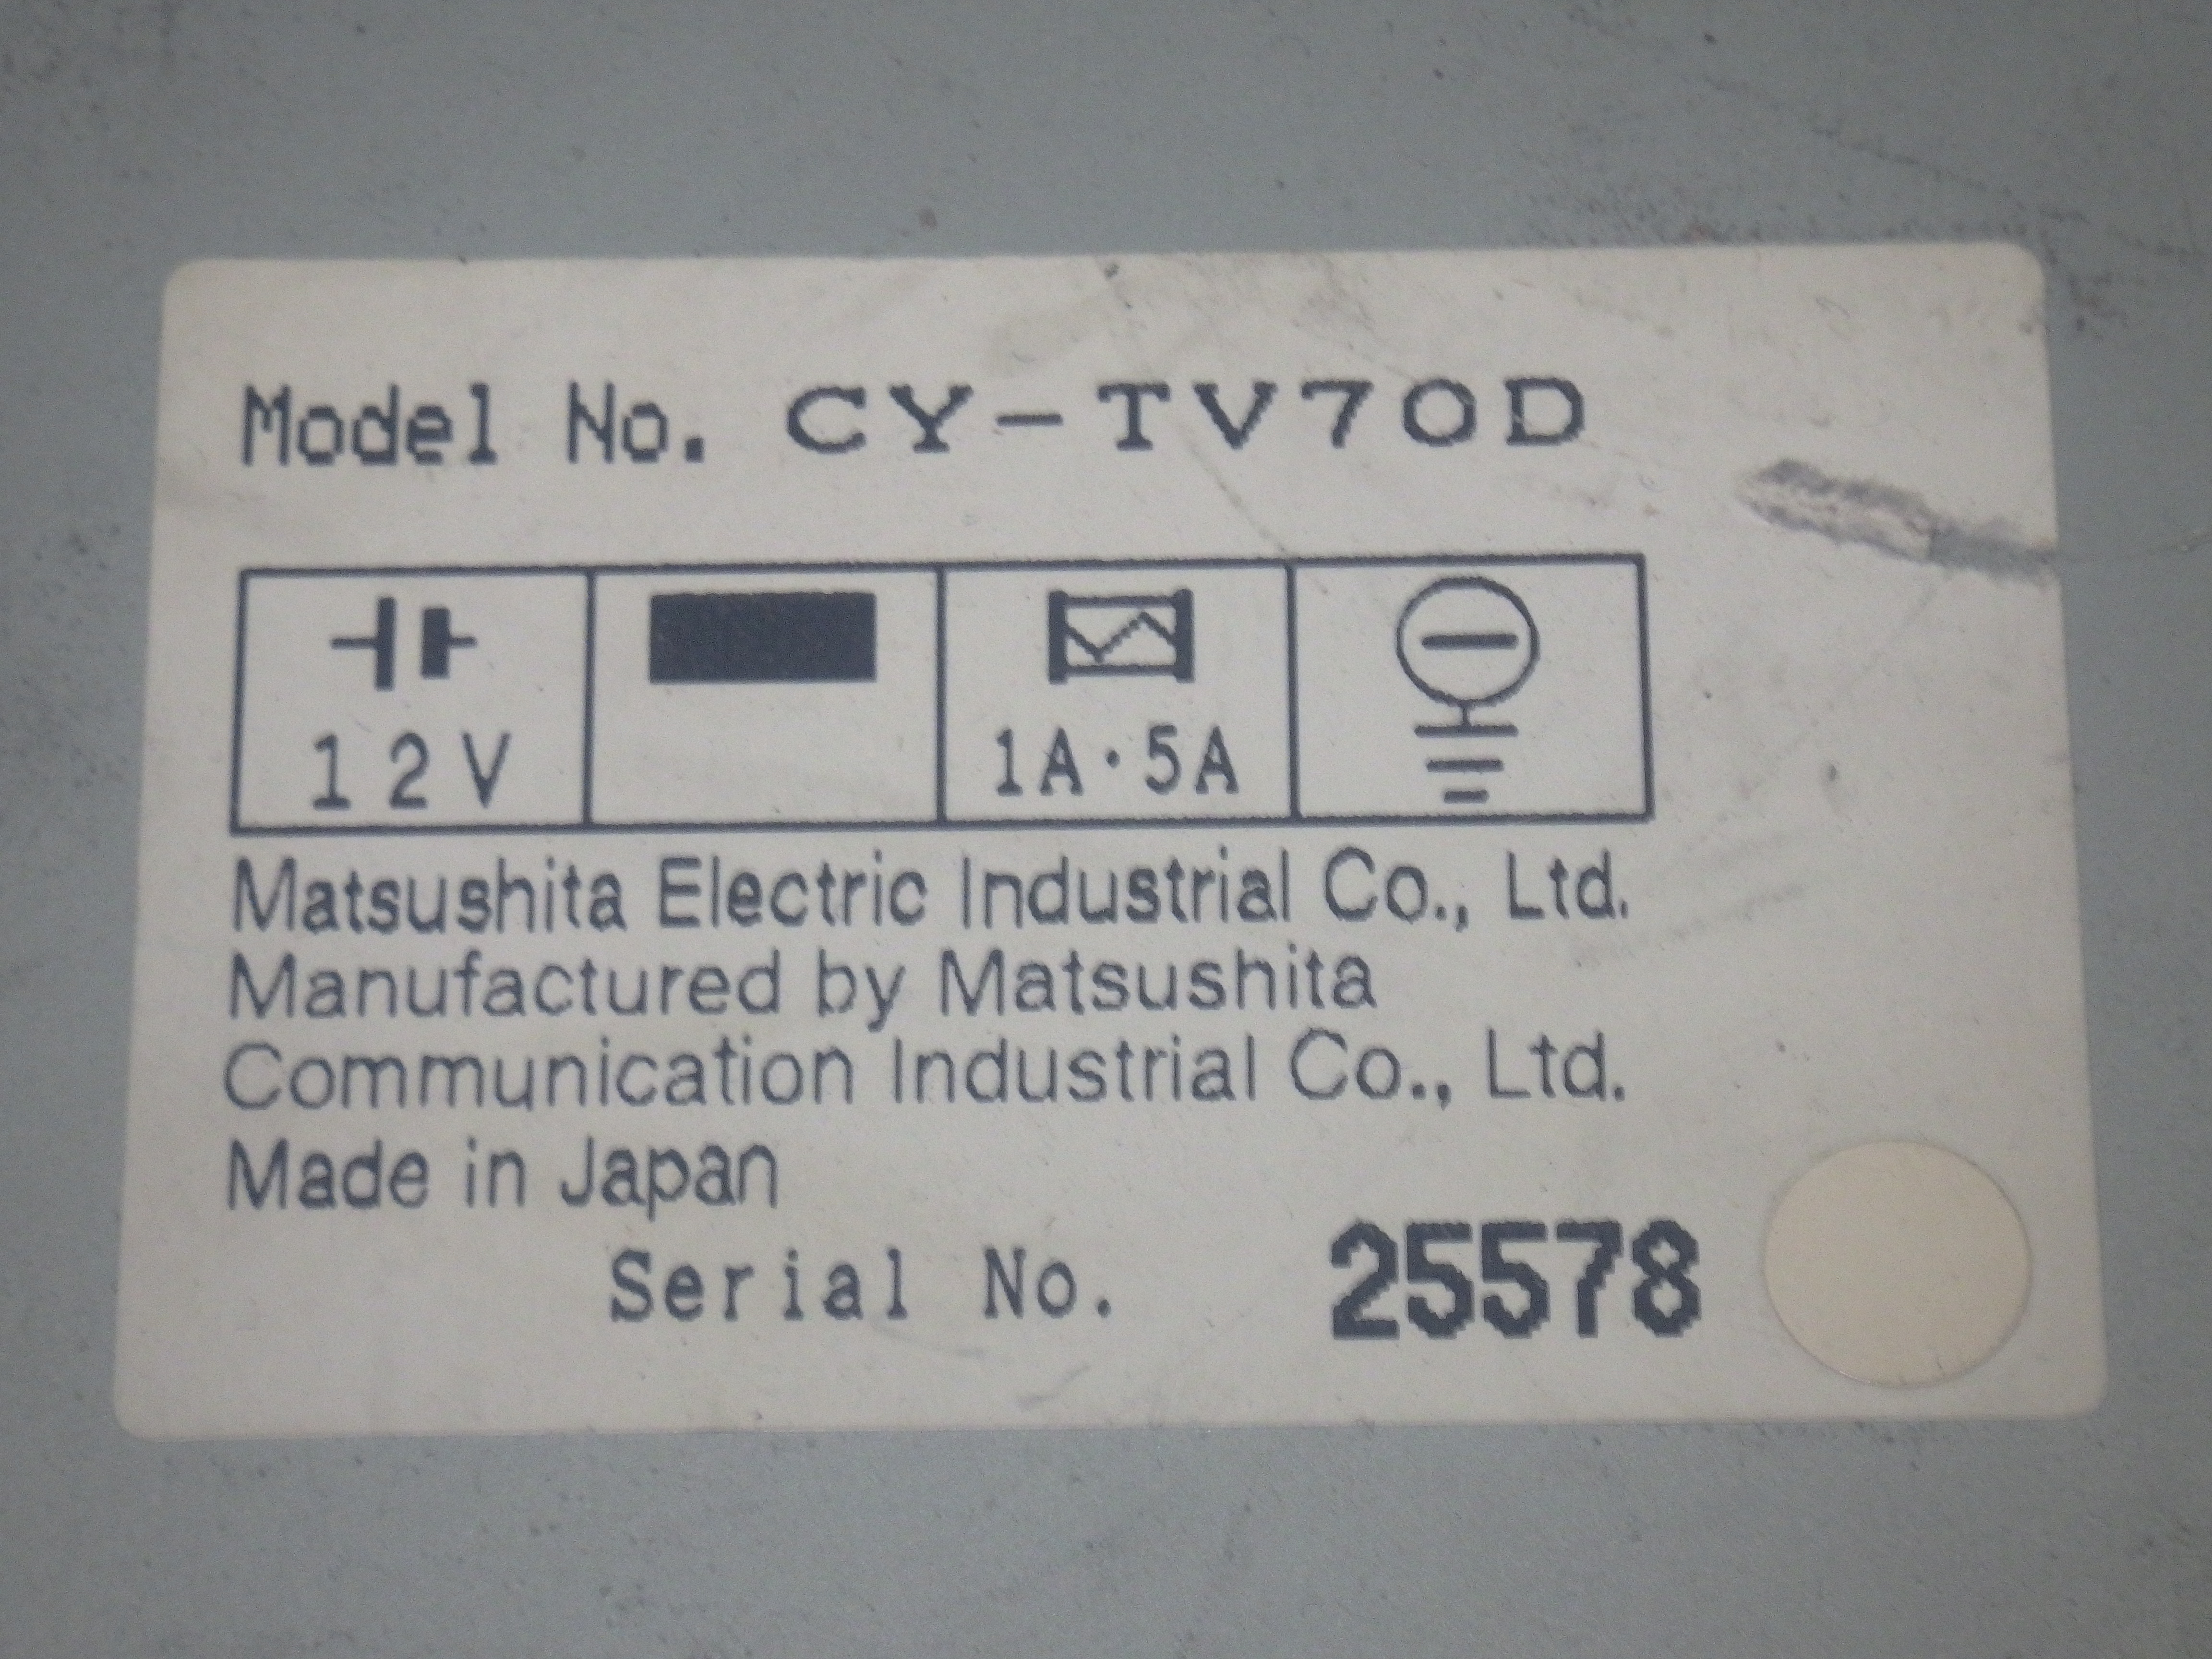 Model No. CY-TV70D
12V
1A·5A
Matsushita Electric Industrial Co., Ltd.
Manufactured by Matsushita
Communication Industrial Co., Ltd.
Made in Japan
Serial No. 25578